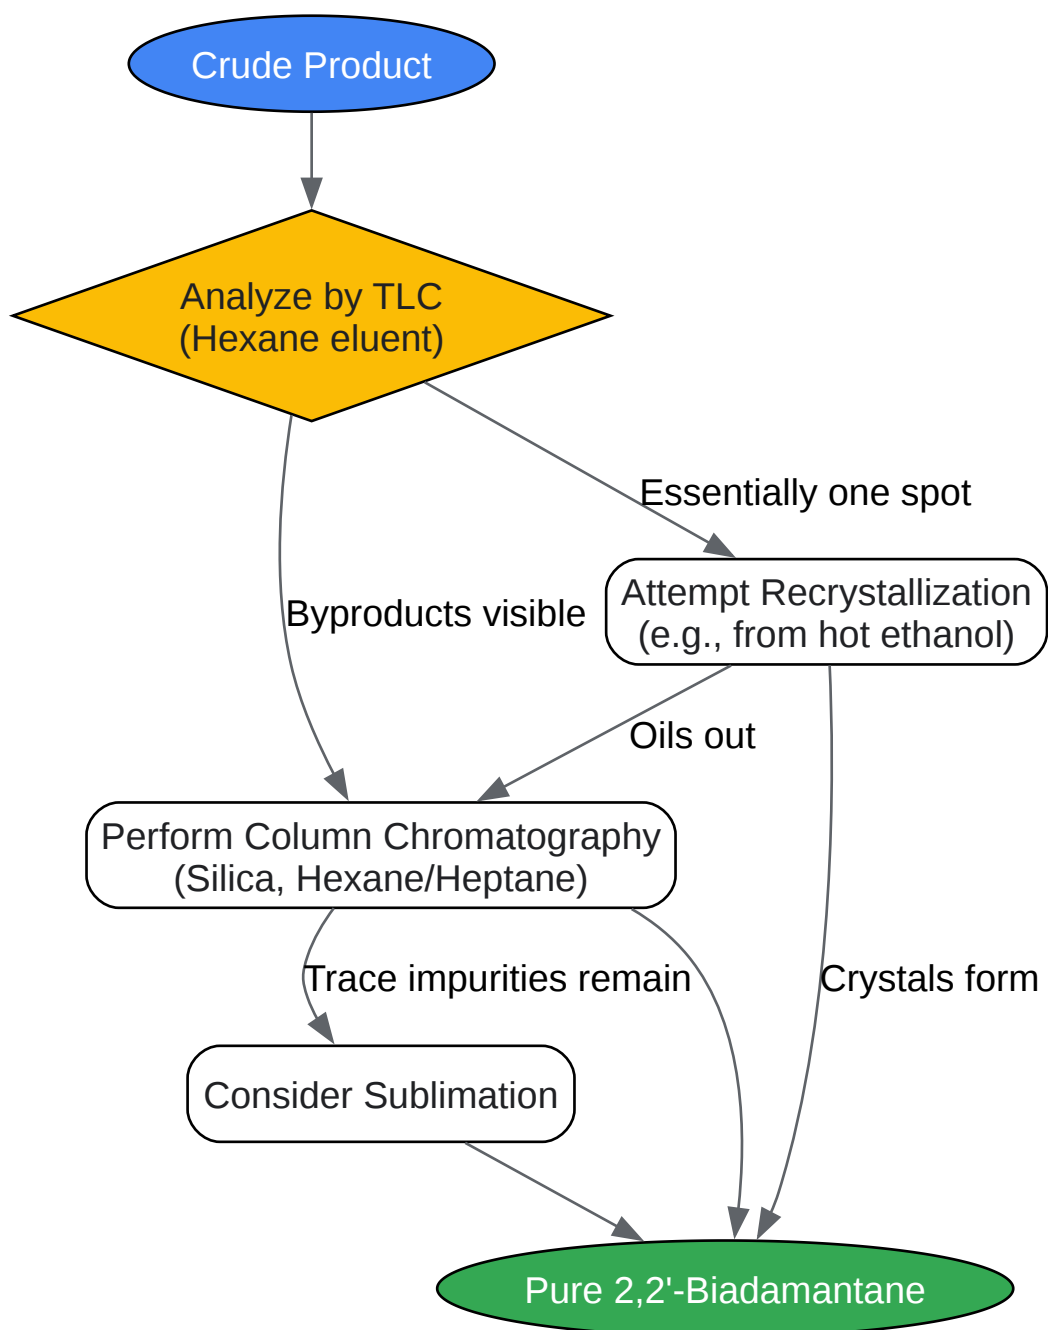 Crude Product
Analyze by TLC
(Hexane eluent)
Essentially one spot
Byproducts visible
Attempt Recrystallization
(e.g., from hot ethanol)
Oils out
Perform Column Chromatography
(Silica, Hexane/Heptane)
Trace impurities remain
Crystals form
Consider Sublimation
Pure 2,2'-Biadamantane